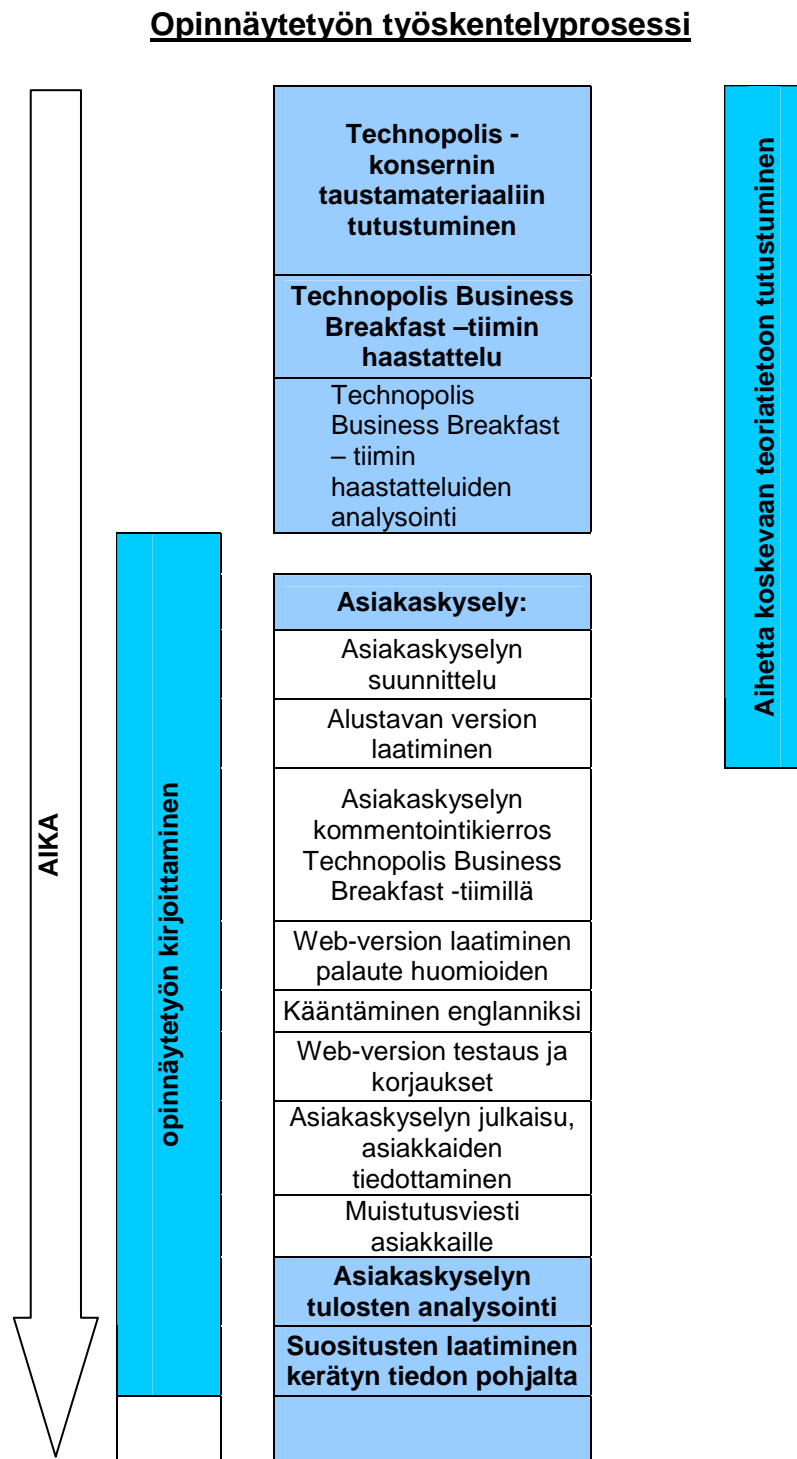 Opinnäytetyön työskentelyprosessi
Technopolis -
konsernin
taustamateriaaliin
tutustuminen
Technopolis Business
Breakfast –tiimin
haastattelu
Technopolis
Business Breakfast
– tiimin
haastatteluiden
analysointi
Asiakaskysely:
Asiakaskyselyn
suunnittelu
Alustavan version
laatiminen
Asiakaskyselyn
kommentointikierros
Technopolis Business
Breakfast -tiimillä
Web-version laatiminen
palaute huomioiden
Kääntäminen englanniksi
Web-version testaus ja
korjaukset
Asiakaskyselyn julkaisu,
asiakkaiden
tiedottaminen
Muistutusviesti
asiakkaille
Asiakaskyselyn
tulosten analysointi
Suositusten laatiminen
kerätyn tiedon pohjalta
AIKA
opinnäytetyön kirjoittaminen
Aihetta koskevaan teoriatietoon tutustuminen